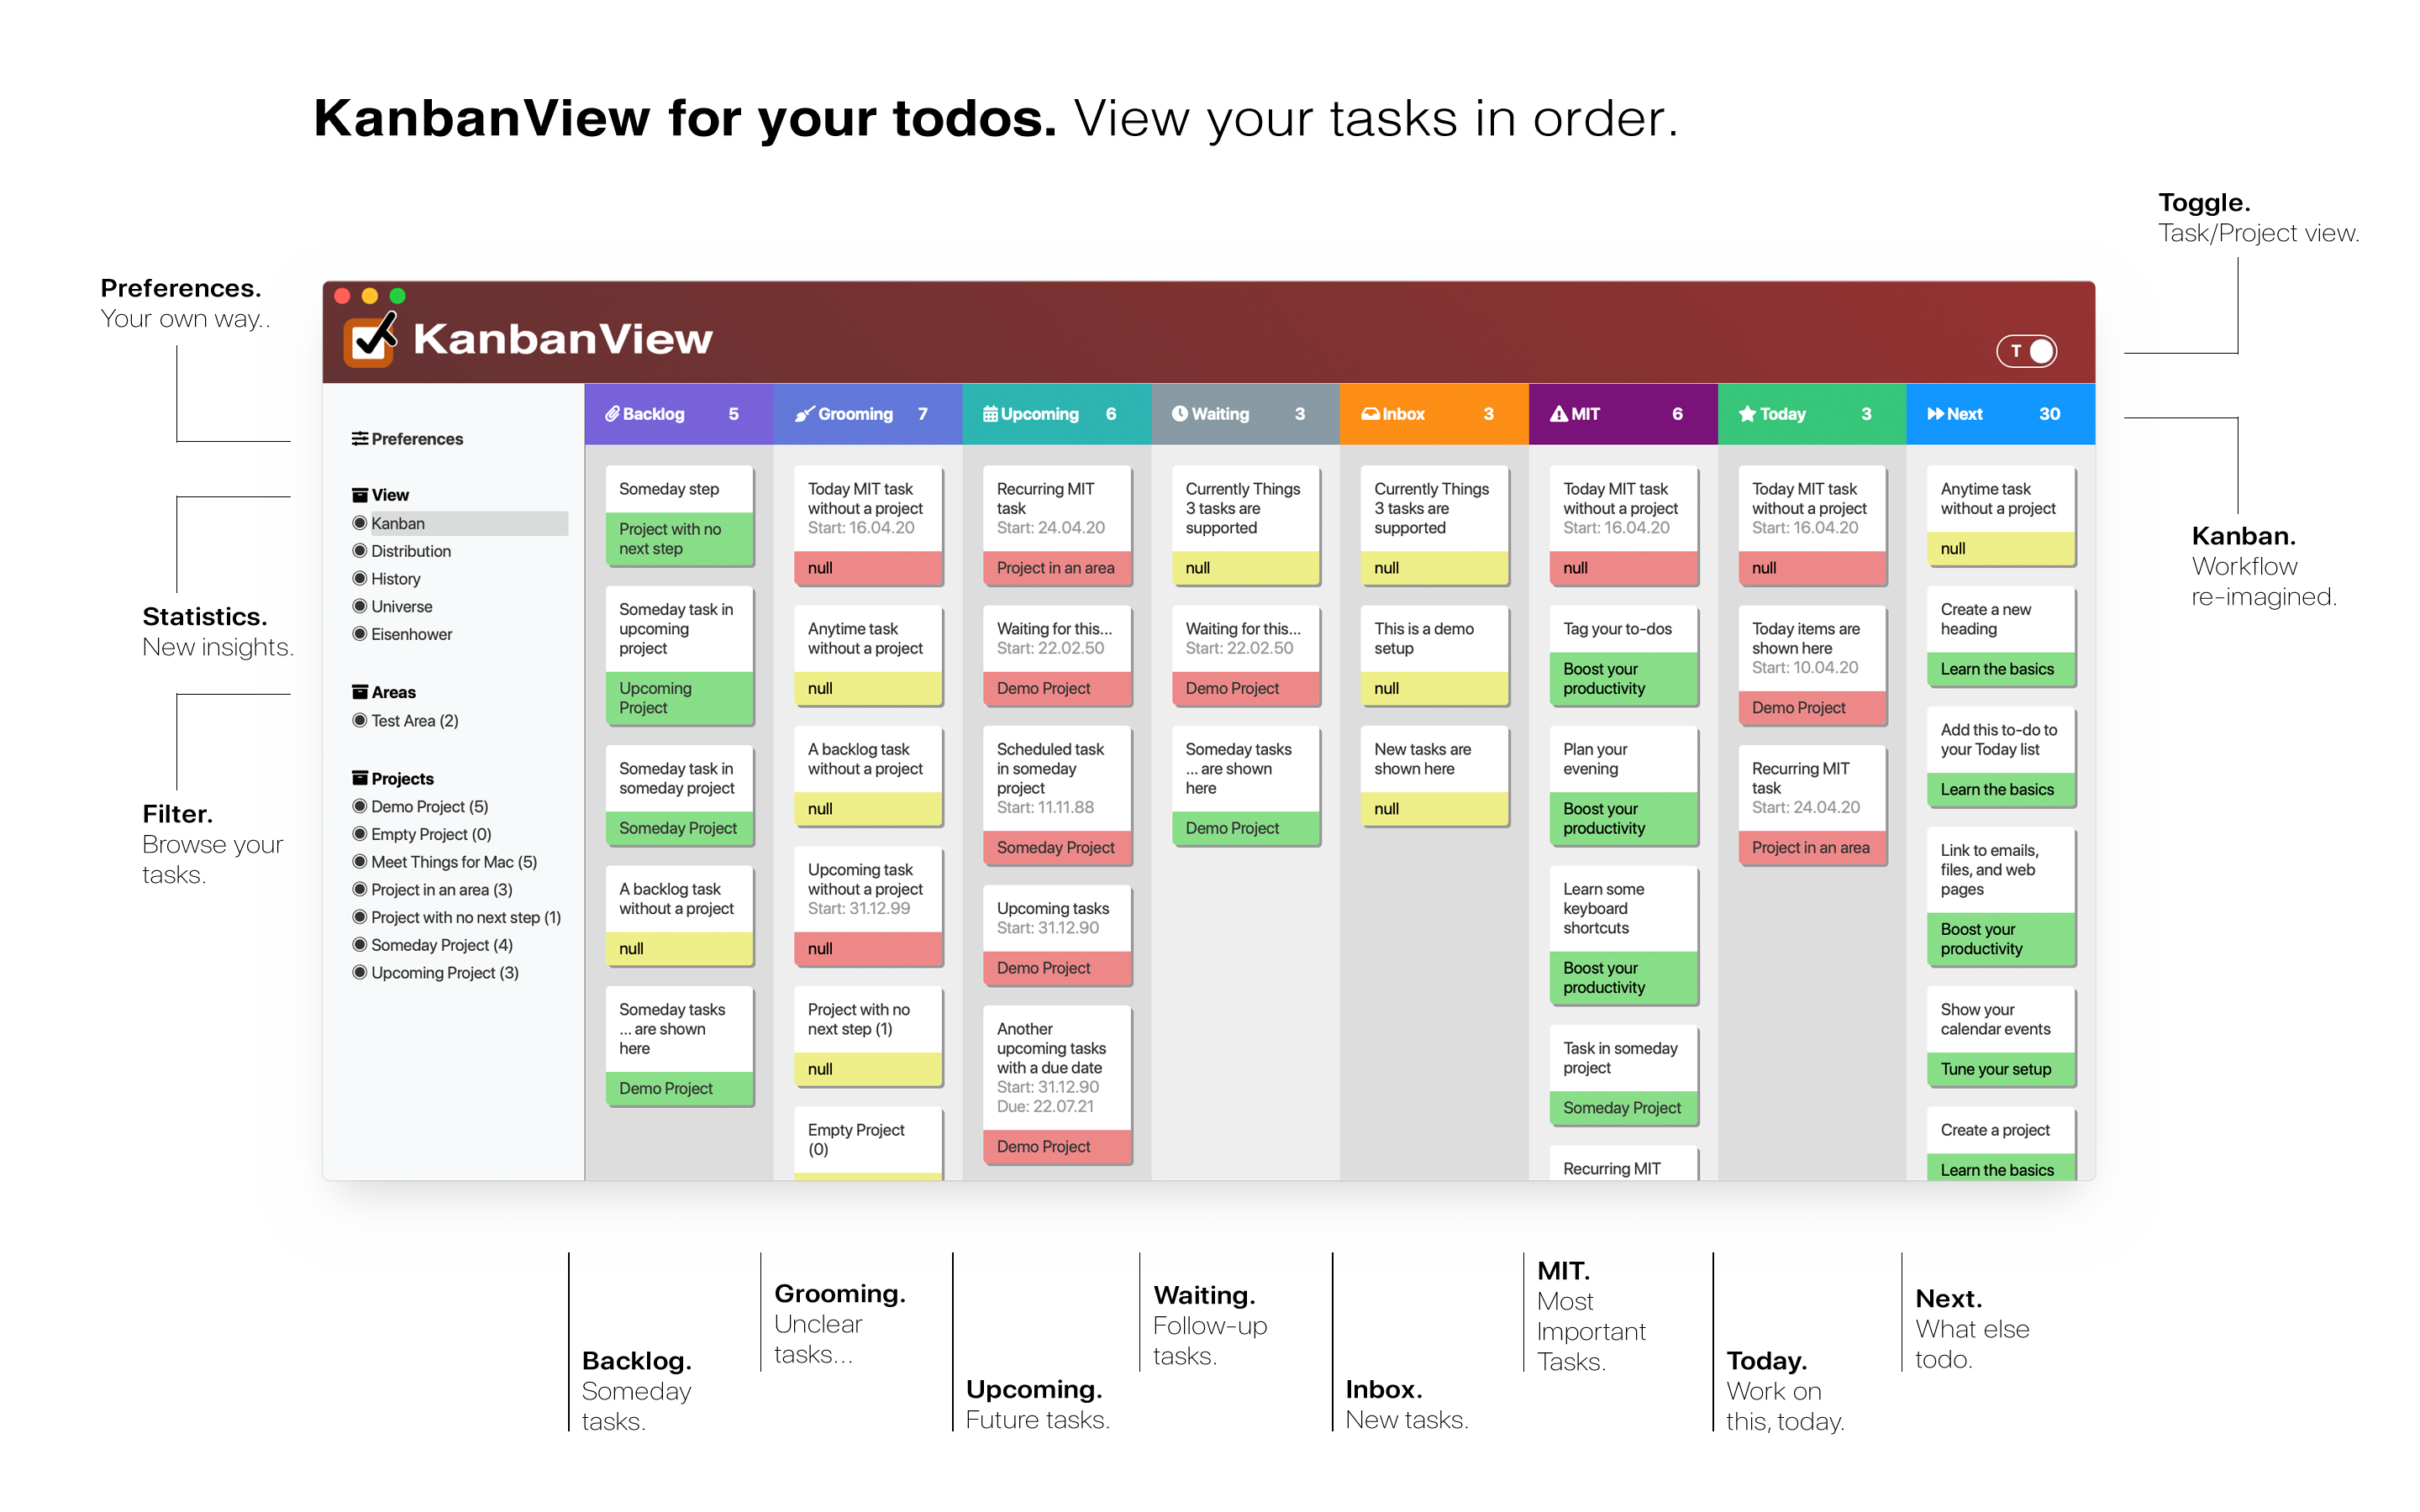 KanbanView for your todos. View your tasks in order.
Toggle.
Task/Project view.
Preferences.
Your own way..
Statistics.
New insights.
Filter.
Browse your
tasks.
Kanban.
Workflow
re-imagined.
KanbanView
T
Preferences
View
Kanban
Distribution
History
Universe
Eisenhower
Areas
Test Area (2)
Projects
Demo Project (5)
Empty Project (0)
Meet Things for Mac (5)
Project in an area (3)
Project with no next step (1)
Someday Project (4)
Upcoming Project (3)
Backlog 5
Someday step
Project with no
next step
Someday task in
upcoming
project
Upcoming
Project
Someday task in
someday project
Someday Project
A backlog task
without a project
null
Someday tasks
... are shown
here
Demo Project
Grooming 7
Today MIT task
without a project
Start: 16.04.20
null
Anytime task
without a project
null
A backlog task
without a project
null
Upcoming task
without a project
Start: 31.12.99
null
Project with no
next step (1)
null
Empty Project
(0)
Upcoming 6
Recurring MIT
task
Start: 24.04.20
Project in an area
Waiting for this...
Start: 22.02.50
Demo Project
Scheduled task
in someday
project
Start: 11.11.88
Someday Project
Upcoming tasks
Start: 31.12.90
Demo Project
Another
upcoming tasks
with a due date
Start: 31.12.90
Due: 22.07.21
Demo Project
Waiting 3
Currently Things
3 tasks are
supported
null
Waiting for this...
Start: 22.02.50
Demo Project
Someday tasks
... are shown
here
Demo Project
Inbox 3
Currently Things
3 tasks are
supported
null
This is a demo
setup
null
New tasks are
shown here
null
MIT 6
Today MIT task
without a project
Start: 16.04.20
null
Tag your to-dos
Boost your
productivity
Plan your
evening
Boost your
productivity
Learn some
keyboard
shortcuts
Boost your
productivity
Task in someday
project
Someday Project
Recurring MIT
Today 3
Today MIT task
without a project
Start: 16.04.20
null
Today items are
shown here
Start: 10.04.20
Demo Project
Recurring MIT
task
Start: 24.04.20
Project in an area
Next 30
Anytime task
without a project
null
Create a new
heading
Learn the basics
Add this to-do to
your Today list
Learn the basics
Link to emails,
files, and web
pages
Boost your
productivity
Show your
calendar events
Tune your setup
Create a project
Learn the basics
Backlog.
Someday
tasks.
Grooming.
Unclear
tasks...
Upcoming.
Future tasks.
Waiting.
Follow-up
tasks.
Inbox.
New tasks.
MIT.
Most
Important
Tasks.
Today.
Work on
this, today.
Next.
What else
todo.